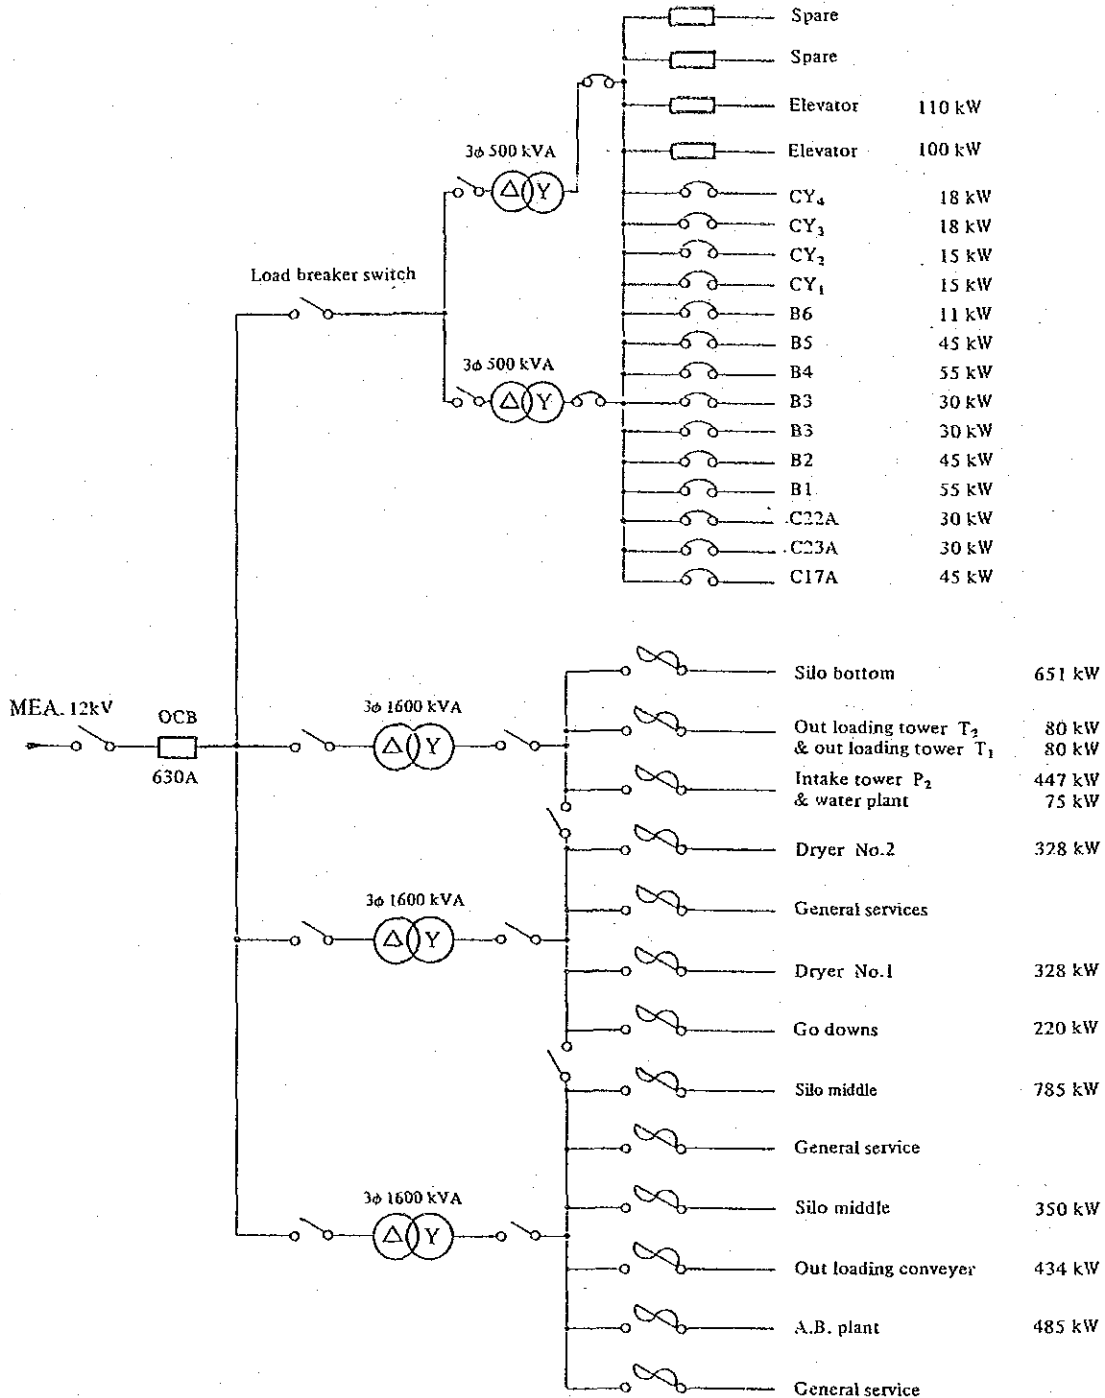 Spare
Spare
Elevator 110 kW
3φ 500 kVA
Elevator 100 kW
Δ Y
CY₄ 18 kW
CY₃ 18 kW
CY₂ 15 kW
Load breaker switch
CY₁ 15 kW
B6 11 kW
B5 45 kW
3φ 500 kVA
B4 55 kW
Δ Y
B3 30 kW
B3 30 kW
B2 45 kW
B1 55 kW
C22A 30 kW
C23A 30 kW
C17A 45 kW
Silo bottom 651 kW
MEA. 12kV
OCB
630A
3φ 1600 kVA
Δ Y
Out loading tower T₂ 80 kW
& out loading tower T₁ 80 kW
Intake tower P₂ 447 kW
& water plant 75 kW
Dryer No.2 328 kW
3φ 1600 kVA
Δ Y
General services
Dryer No.1 328 kW
Go downs 220 kW
Silo middle 785 kW
General service
3φ 1600 kVA
Δ Y
Silo middle 350 kW
Out loading conveyer 434 kW
A.B. plant 485 kW
General service